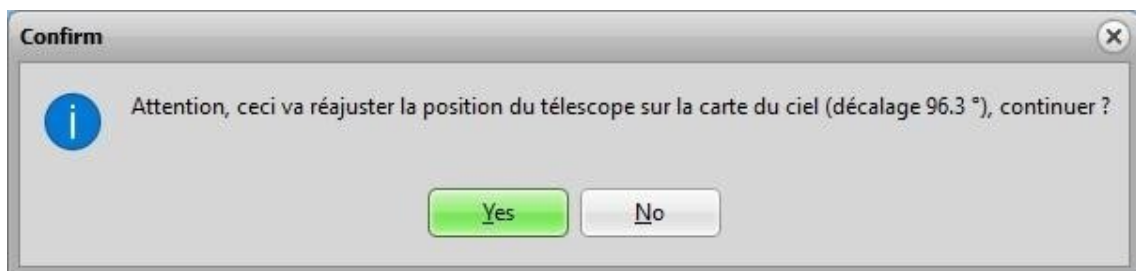 Confirm
Attention, ceci va réajuster la position du télescope sur la carte du ciel (décalage 96.3 °), continuer ?
Yes
No